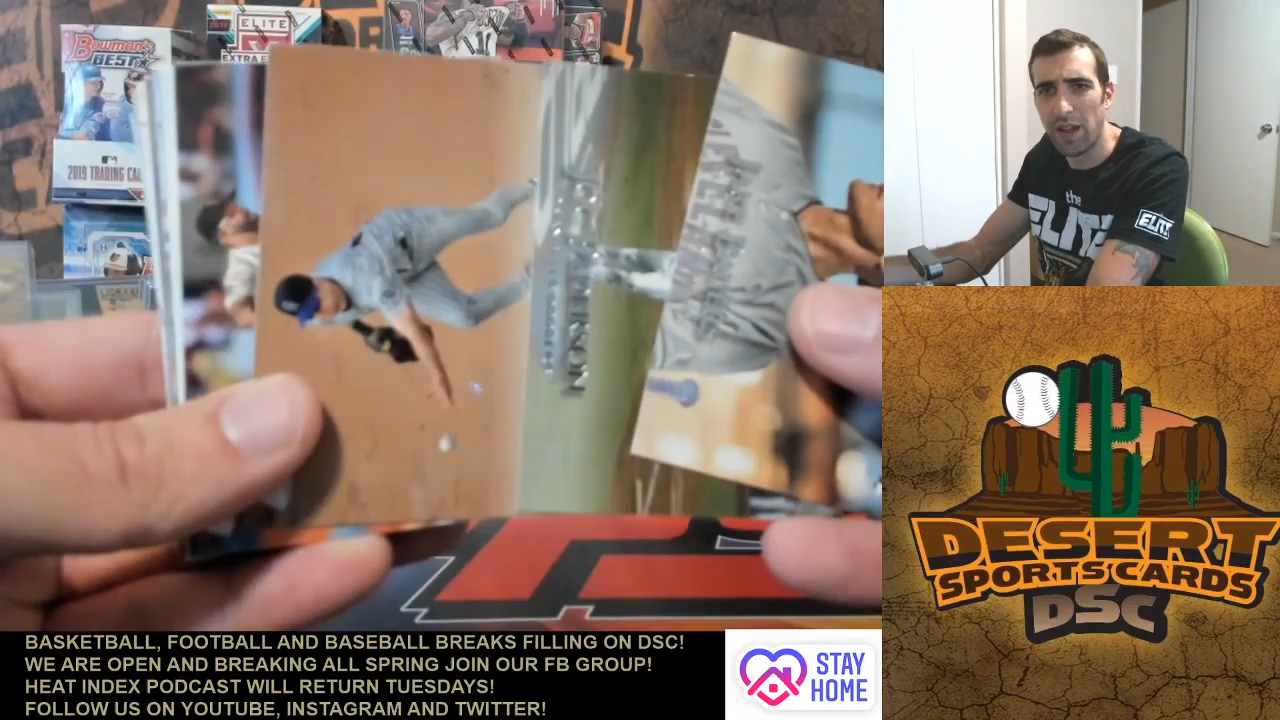 Bowman's
BEST
2019 TRADING CA
ELITE
EXTRA E
CLEVELAND
the
ELITE
ELITE
DESERT
SPORTS CARDS
DSC
BASKETBALL, FOOTBALL AND BASEBALL BREAKS FILLING ON DSC!
WE ARE OPEN AND BREAKING ALL SPRING JOIN OUR FB GROUP!
HEAT INDEX PODCAST WILL RETURN TUESDAYS!
FOLLOW US ON YOUTUBE, INSTAGRAM AND TWITTER!
STAY
HOME